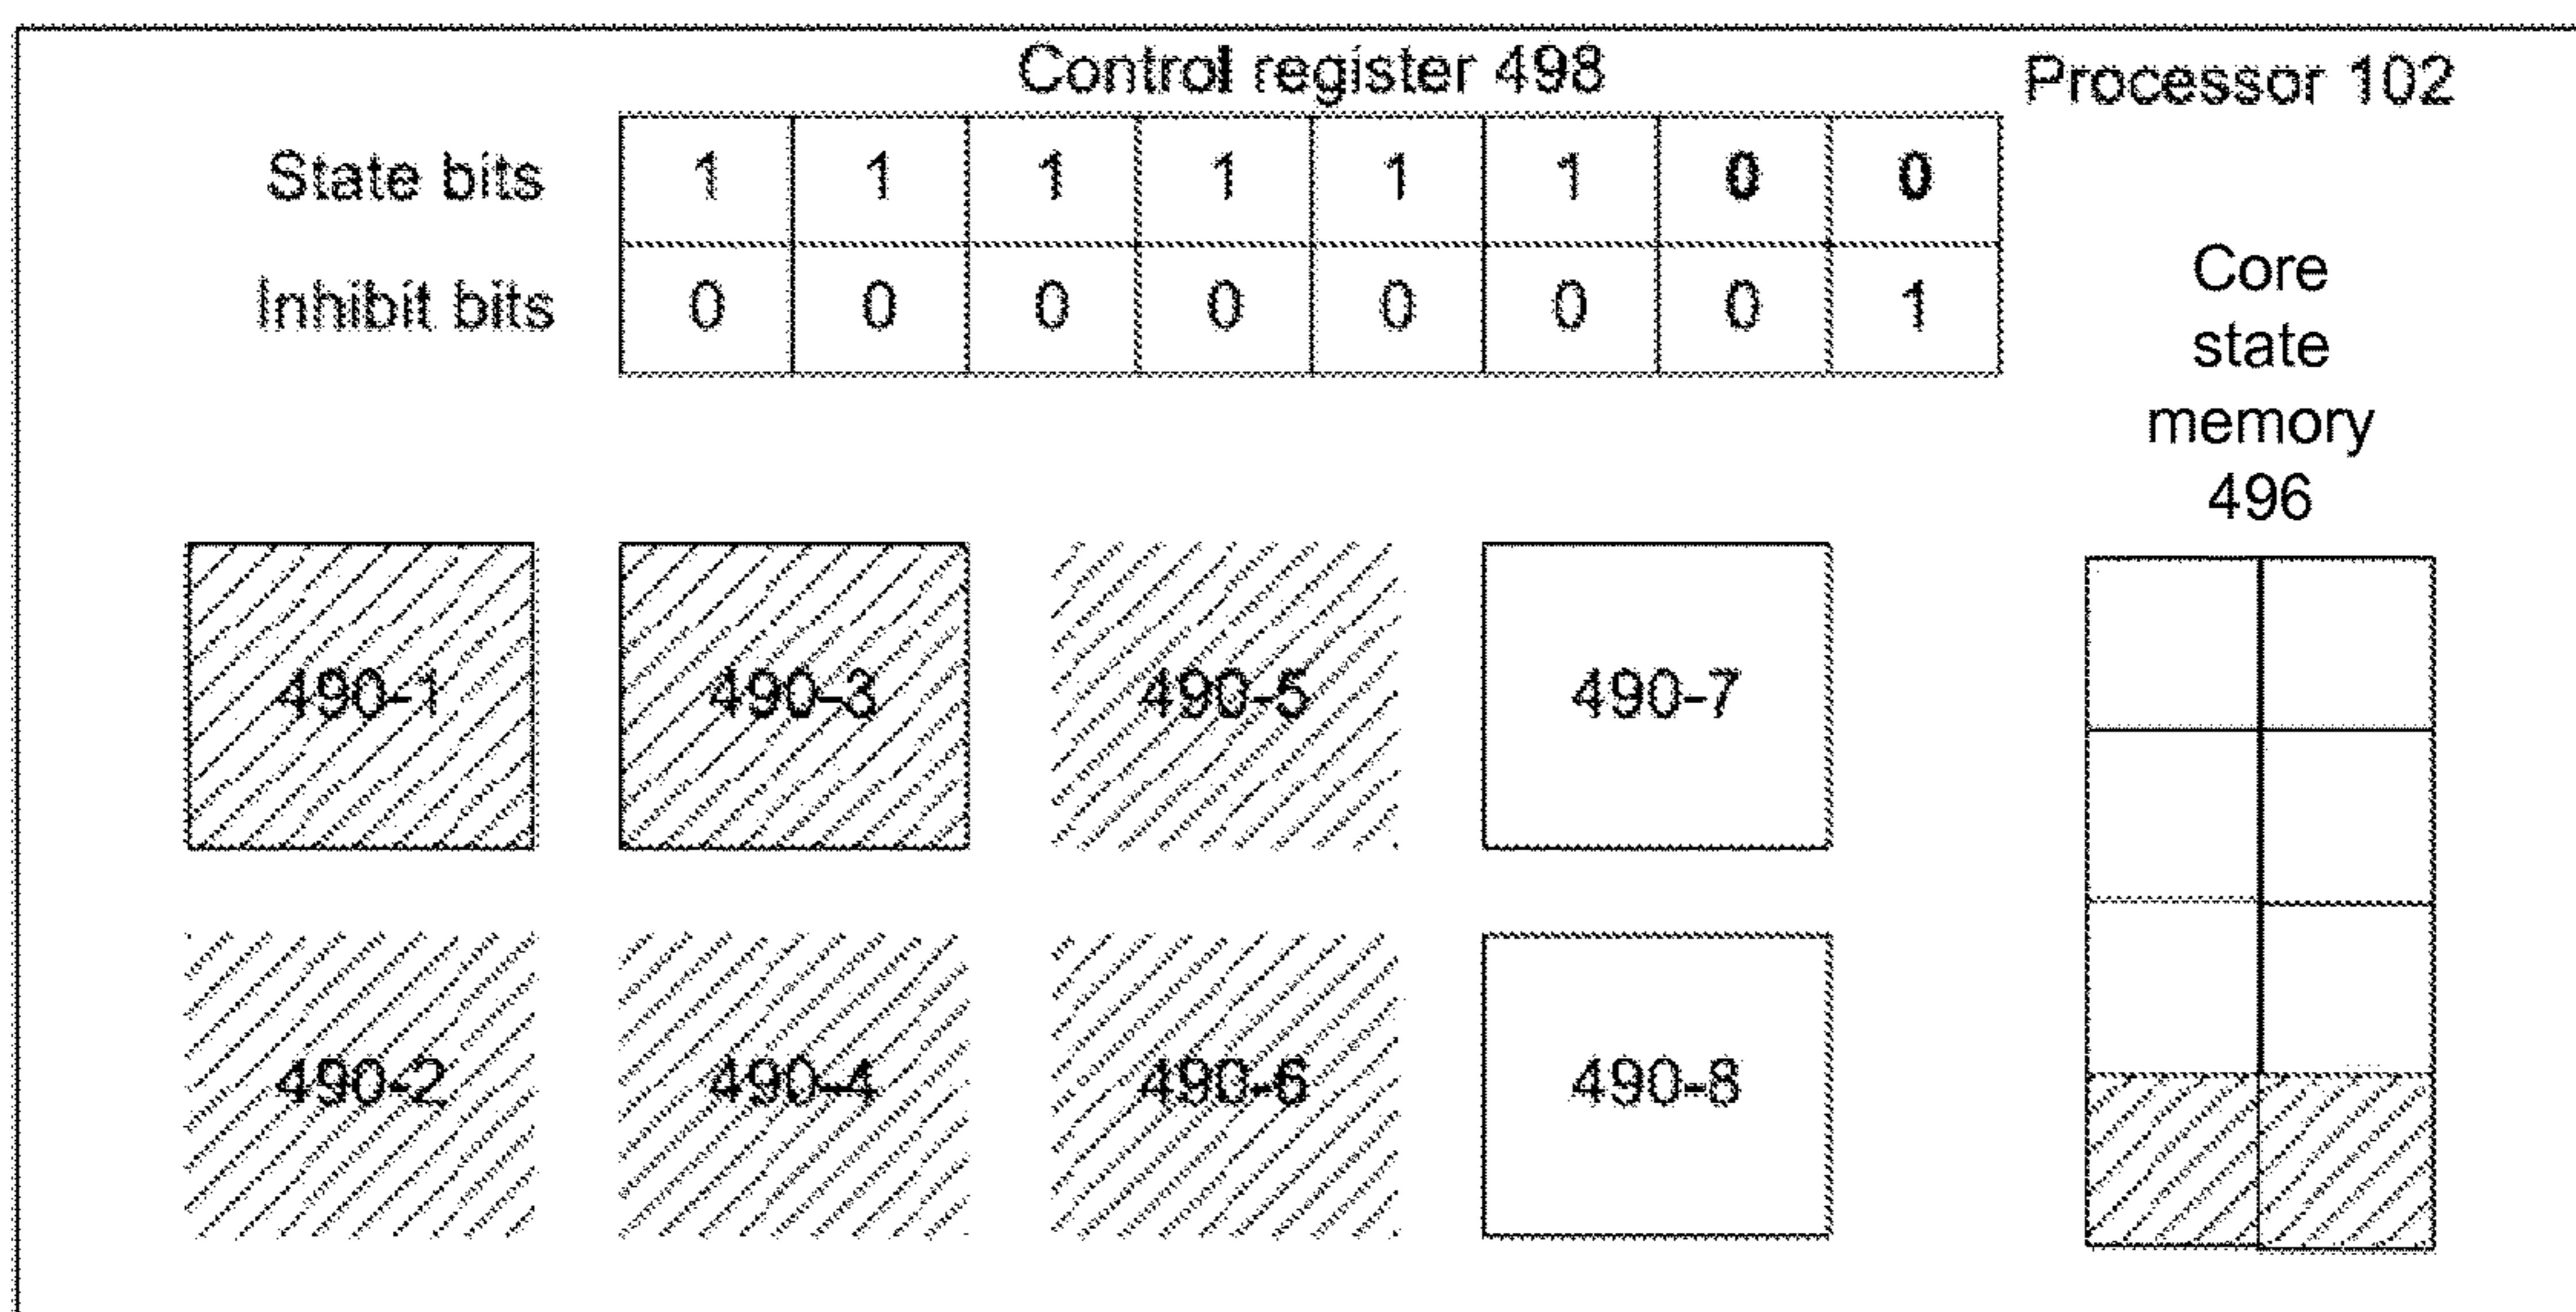 Control register 498
Processor 102
State bits 1 1 1 1 1 1 0 0
Inhibit bits 0 0 0 0 0 0 0 1
Core
state
memory
496
490-1 490-3 490-5 490-7
490-2 490-4 490-6 490-8